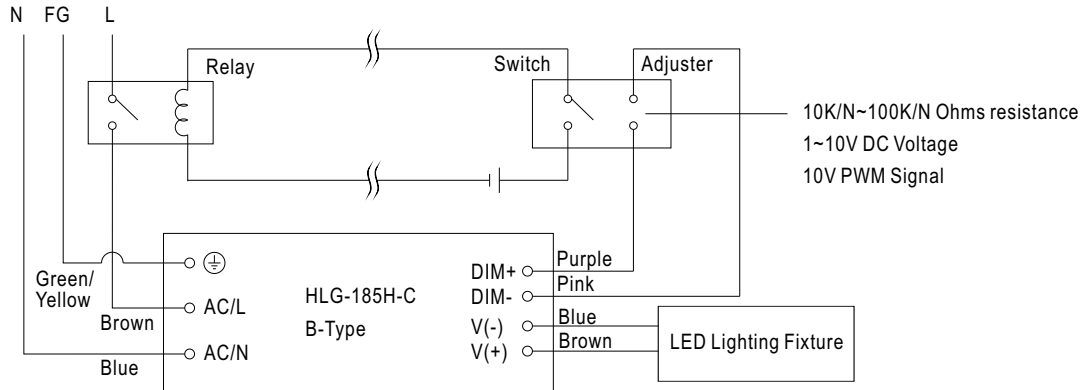 N FG L
Relay
Switch
Adjuster
10K/N~100K/N Ohms resistance
1~10V DC Voltage
10V PWM Signal
Green/
Yellow
Brown
Blue
AC/L
AC/N
HLG-185H-C
B-Type
DIM+
DIM-
V(-)
V(+)
Purple
Pink
Blue
Brown
LED Lighting Fixture